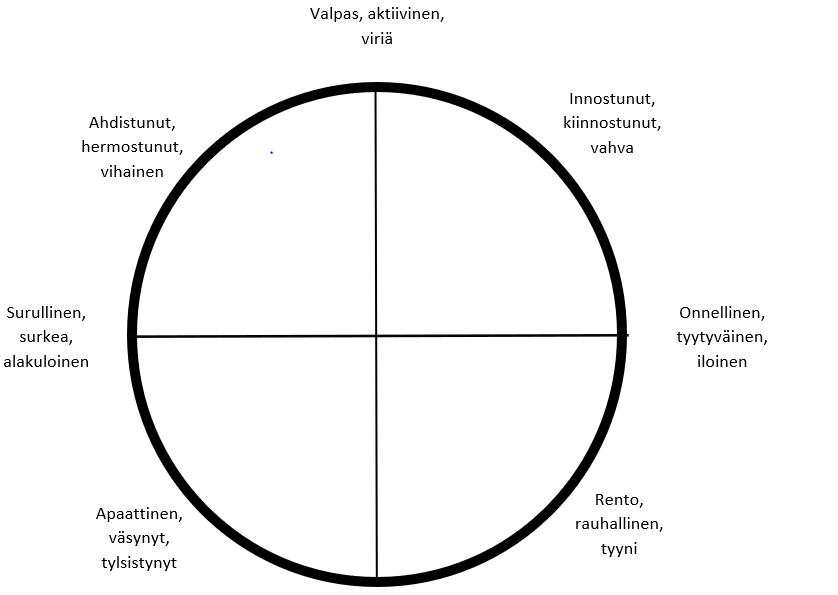 Valpas, aktiivinen,
viriä
Innostunut,
kiinnostunut,
vahva
Ahdistunut,
hermostunut,
vihainen
Surullinen,
surkea,
alakuloinen
Onnellinen,
tyytyväinen,
iloinen
Apaattinen,
väsynyt,
tylsistynyt
Rento,
rauhallinen,
tyyni